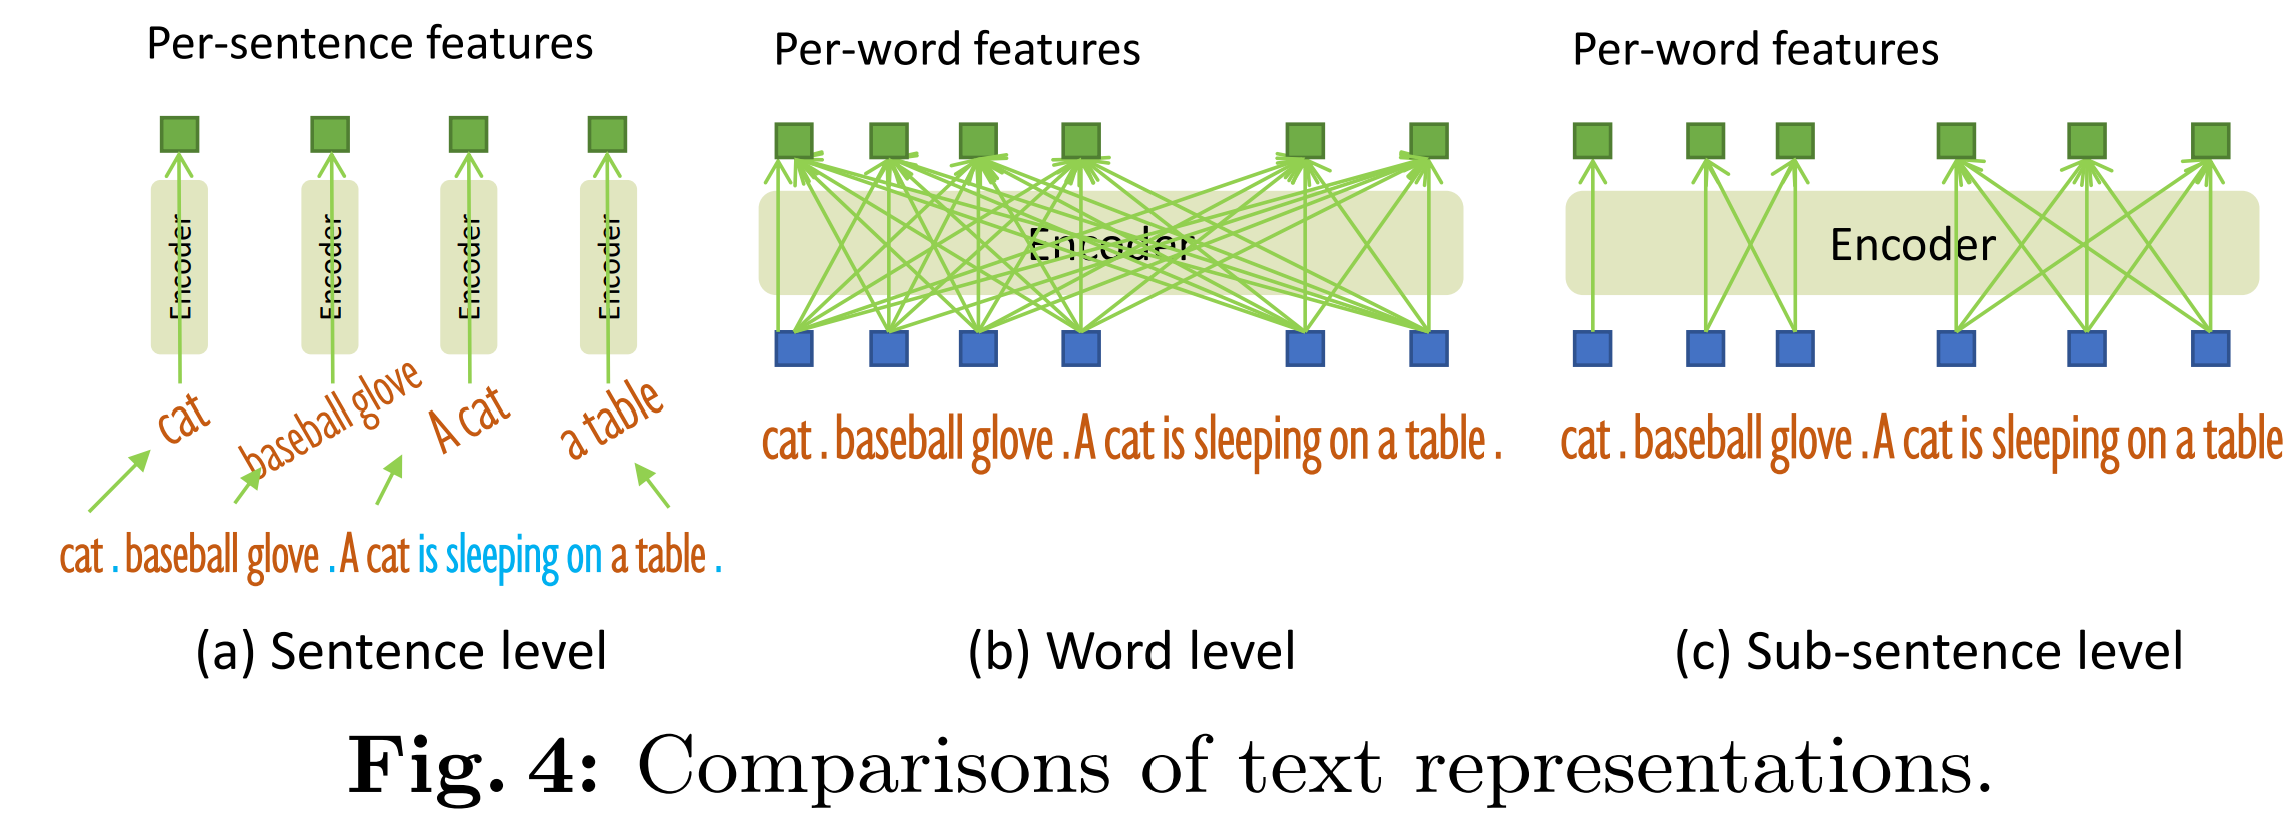 Per-sentence features
Encoder
Encoder
Encoder
Encoder
cat
baseball glove
A cat
a table
cat . baseball glove . A cat is sleeping on a table .
(a) Sentence level
Per-word features
Encoder
cat . baseball glove . A cat is sleeping on a table .
(b) Word level
Per-word features
Encoder
cat . baseball glove . A cat is sleeping on a table
(c) Sub-sentence level
Fig. 4: Comparisons of text representations.